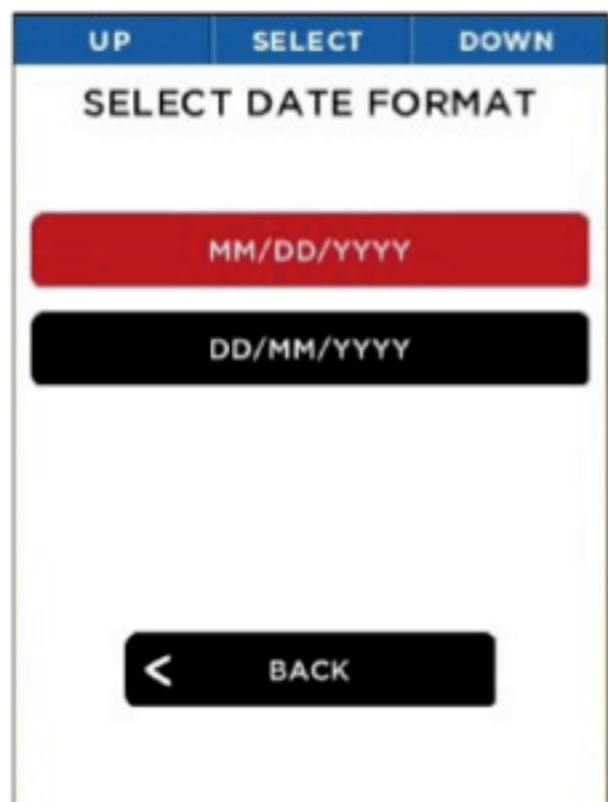 UP SELECT DOWN
SELECT DATE FORMAT
MM/DD/YYYY
DD/MM/YYYY
< BACK